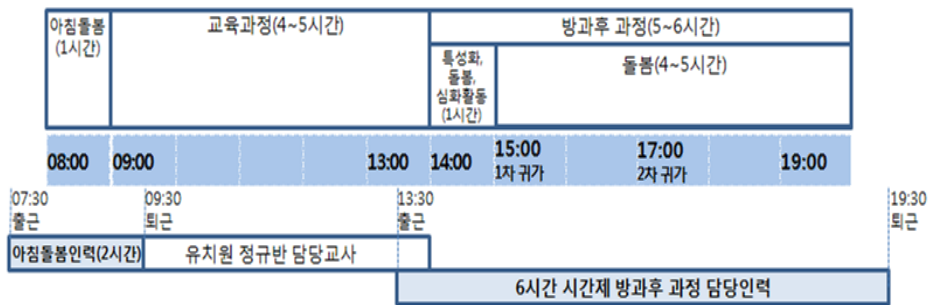 아침돌봄
(1시간)
교육과정(4~5시간)
방과후 과정(5~6시간)
특성화,
돌봄,
심화활동
(1시간)
돌봄(4~5시간)
08:00 09:00 13:00 14:00 15:00 17:00 19:00
1차 귀가 2차 귀가
07:30 09:30 13:30 19:30
출근 퇴근 출근 퇴근
아침돌봄인력(2시간) 유치원 정규반 담당교사
6시간 시간제 방과후 과정 담당인력